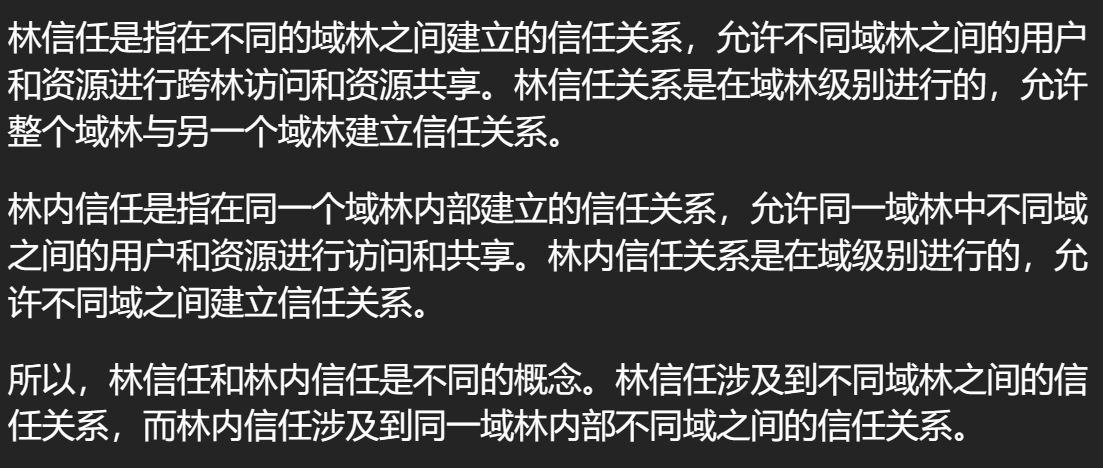 林信任是指在不同的域林之间建立的信任关系，允许不同域林之间的用户
和资源进行跨林访问和资源共享。林信任关系是在域林级别进行的，允许
整个域林与另一个域林建立信任关系。
林内信任是指在同一个域林内部建立的信任关系，允许同一域林中不同域
之间的用户和资源进行访问和共享。林内信任关系是在域级别进行的，允
许不同域之间建立信任关系。
所以，林信任和林内信任是不同的概念。林信任涉及到不同域林之间的信
任关系，而林内信任涉及到同一域林内部不同域之间的信任关系。